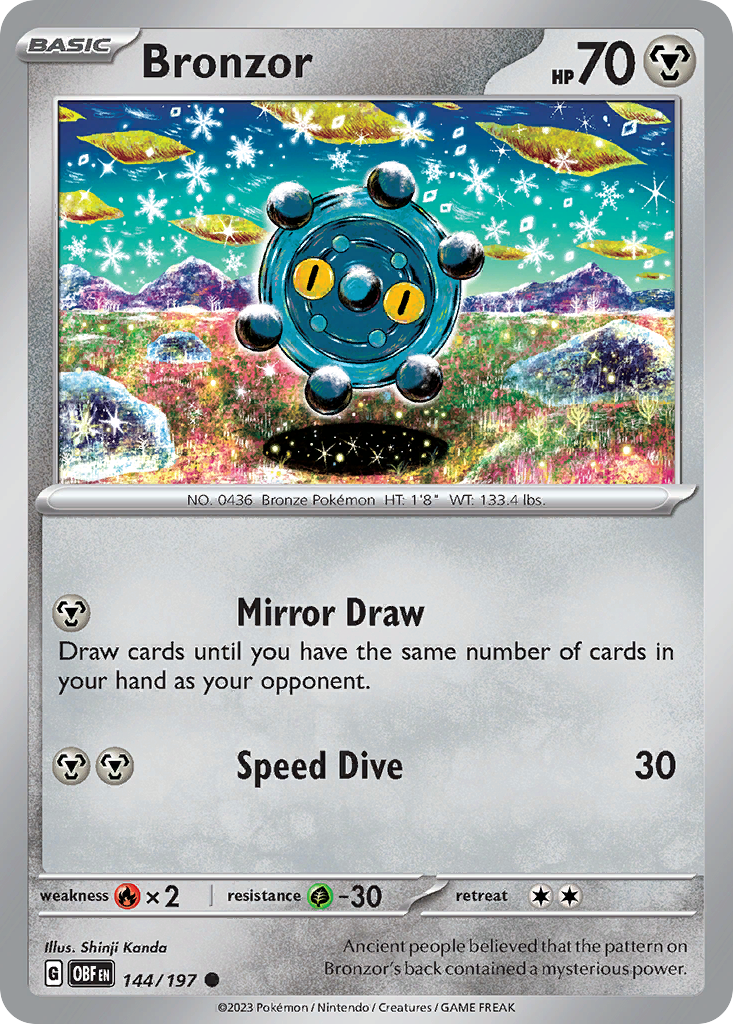 BASIC
Bronzor
HP 70
NO. 0436 Bronze Pokémon HT: 1'8" WT: 133.4 lbs.
Mirror Draw
Draw cards until you have the same number of cards in
your hand as your opponent.
Speed Dive 30
weakness ×2 resistance -30 retreat
Illus. Shinji Kanda
Ancient people believed that the pattern on
Bronzor's back contained a mysterious power.
G OBF EN 144/197
©2023 Pokémon / Nintendo / Creatures / GAME FREAK